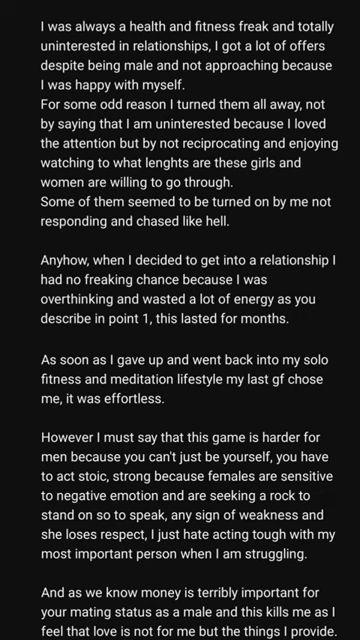 I was always a health and fitness freak and totally
uninterested in relationships, I got a lot of offers
despite being male and not approaching because
I was happy with myself.
For some odd reason I turned them all away, not
by saying that I am uninterested because I loved
the attention but by not reciprocating and enjoying
watching to what lenghts are these girls and
women are willing to go through.
Some of them seemed to be turned on by me not
responding and chased like hell.
Anyhow, when I decided to get into a relationship I
had no freaking chance because I was
overthinking and wasted a lot of energy as you
describe in point 1, this lasted for months.
As soon as I gave up and went back into my solo
fitness and meditation lifestyle my last gf chose
me, it was effortless.
However I must say that this game is harder for
men because you can't just be yourself, you have
to act stoic, strong because females are sensitive
to negative emotion and are seeking a rock to
stand on so to speak, any sign of weakness and
she loses respect, I just hate acting tough with my
most important person when I am struggling.
And as we know money is terribly important for
your mating status as a male and this kills me as I
feel that love is not for me but the things I provide.